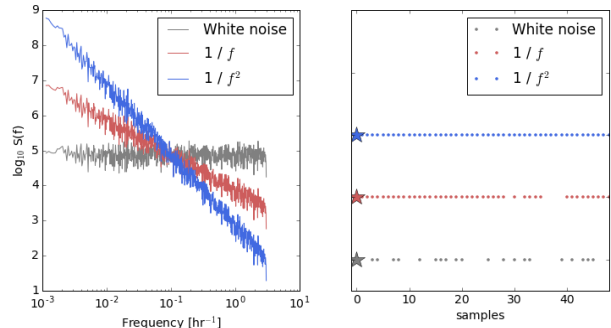 9
8
7
6
5
4
3
2
1
log₁₀ S(f)
10⁻³
10⁻²
10⁻¹
10⁰
10¹
Frequency [hr⁻¹]
White noise
1 / f
1 / f²
White noise
1 / f
1 / f²
0
10
20
30
40
samples